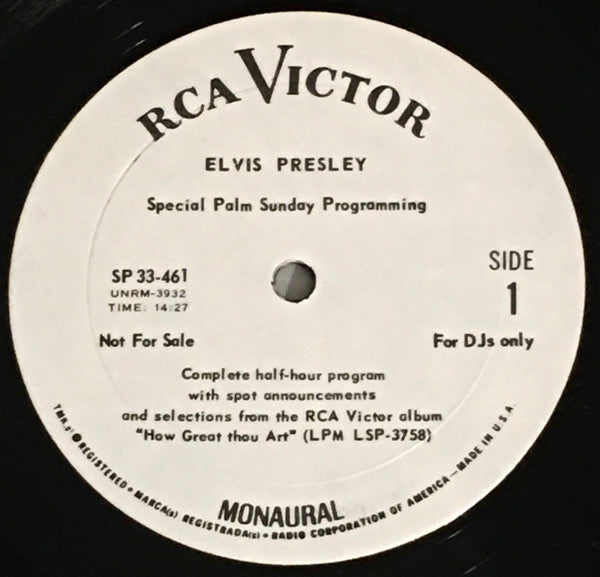 RCA VICTOR
ELVIS PRESLEY
Special Palm Sunday Programming
SP 33-461
UNRM-3932
TIME: 14:27
SIDE
1
Not For Sale
For DJs only
Complete half-hour program
with spot announcements
and selections from the RCA Victor album
"How Great thou Art" (LPM LSP-3758)
MONAURAL
TMK(s) ® REGISTERED • MARCA(s) REGISTRADA(s) • RADIO CORPORATION OF AMERICA — MADE IN U.S.A.